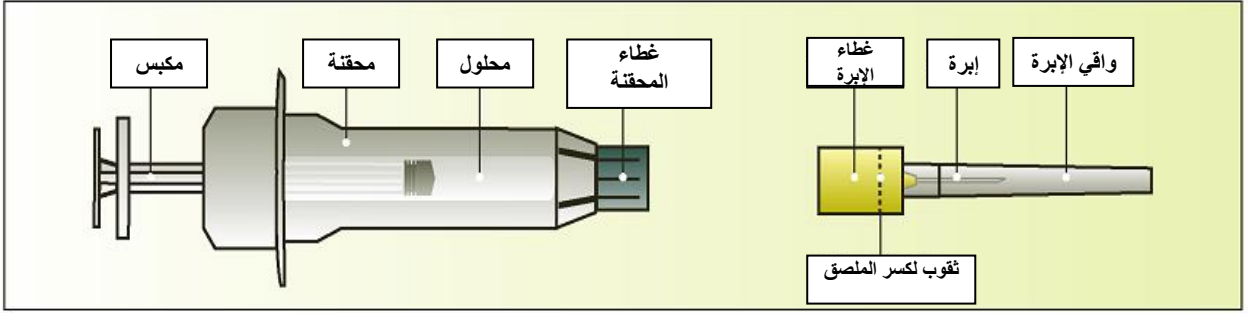 مكبس
محقنة
محلول
غطاء
المحقنة
غطاء
الإبرة
إبرة
واقي الإبرة
ثقوب لكسر الملصق